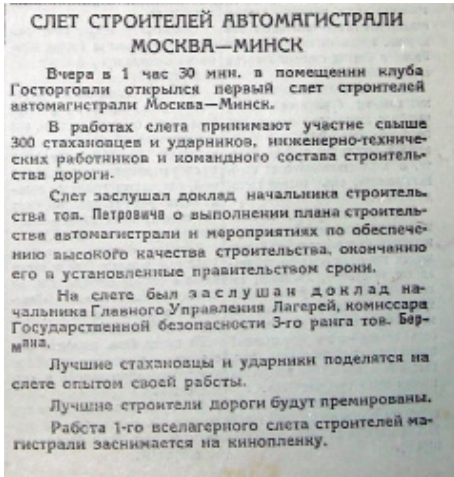 СЛЕТ СТРОИТЕЛЕЙ АВТОМАГИСТРАЛИ
МОСКВА—МИНСК
Вчера в 1 час 30 мин. в помещении клуба
Госторговли открылся первый слет строителей
автомагистрали Москва—Минск.
В работах слета принимают участие свыше
300 стахановцев и ударников, инженерно-техниче-
ских работников и командного состава строитель-
ства дороги.
Слет заслушал доклад начальника строитель-
ства тов. Петровича о выполнении плана строитель-
ства автомагистрали и мероприятиях по обеспече-
нию высокого качества строительства, окончанию
его в установленные правительством сроки.
На слете был заслушан доклад на-
чальника Главного Управления Лагерей, комиссара
Государственной безопасности 3-го ранга тов. Бер-
мана.
Лучшие стахановцы и ударники поделятся на
слете опытом своей работы.
Лучшие строители дороги будут премированы.
Работа 1-го вселагерного слета строителей ма-
гистрали заснимается на кинопленку.